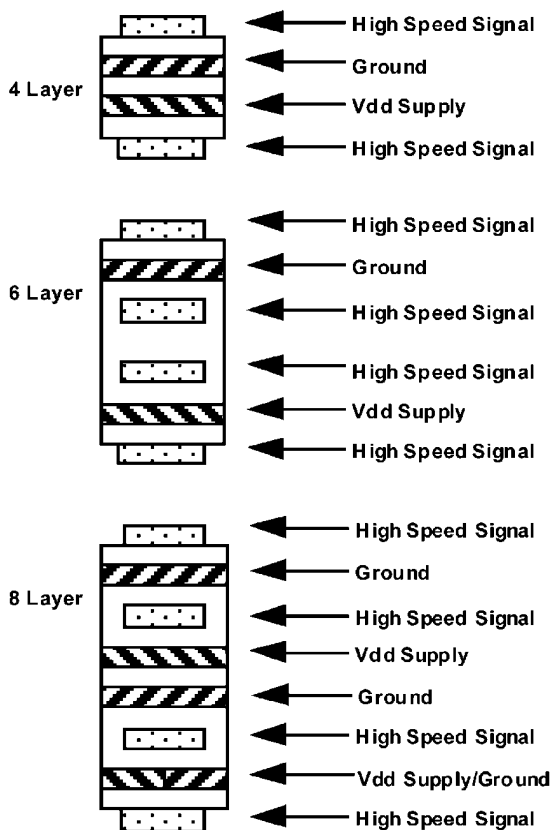 High Speed Signal
Ground
4 Layer
Vdd Supply
High Speed Signal
High Speed Signal
Ground
6 Layer
High Speed Signal
High Speed Signal
Vdd Supply
High Speed Signal
High Speed Signal
Ground
8 Layer
High Speed Signal
Vdd Supply
Ground
High Speed Signal
Vdd Supply/Ground
High Speed Signal